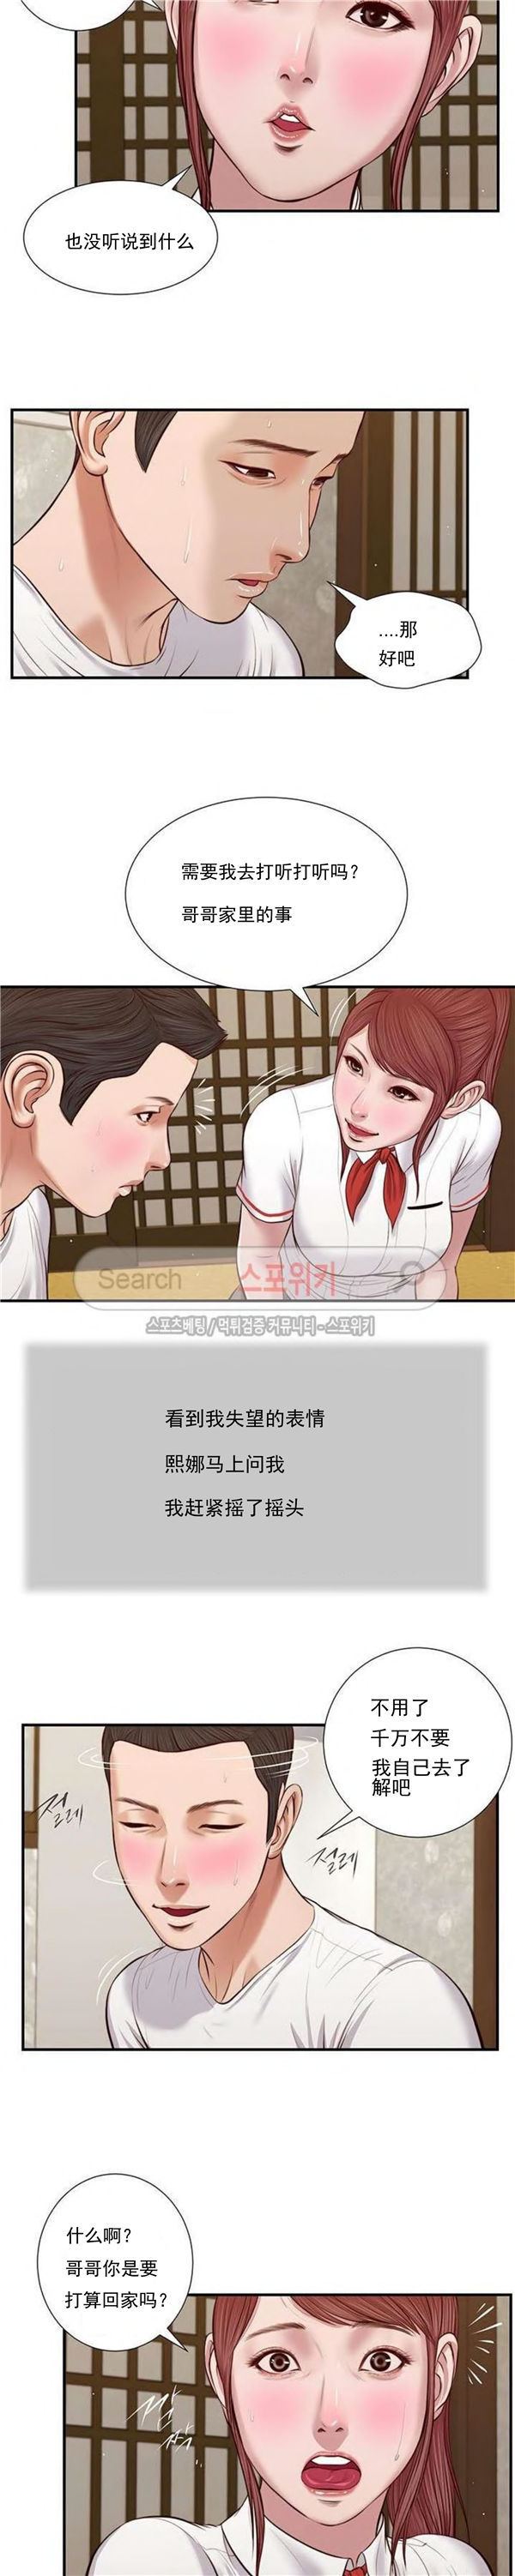 也没听说到什么
....那
好吧
需要我去打听打听吗?
哥哥家里的事
Search 스포위키
스포츠베팅 / 먹튀검증 커뮤니티 - 스포위키
看到我失望的表情
熙娜马上问我
我赶紧摇了摇头
不用了
千万不要
我自己去了
解吧
절레
절레
什么啊?
哥哥你是要
打算回家吗?
깜
짝